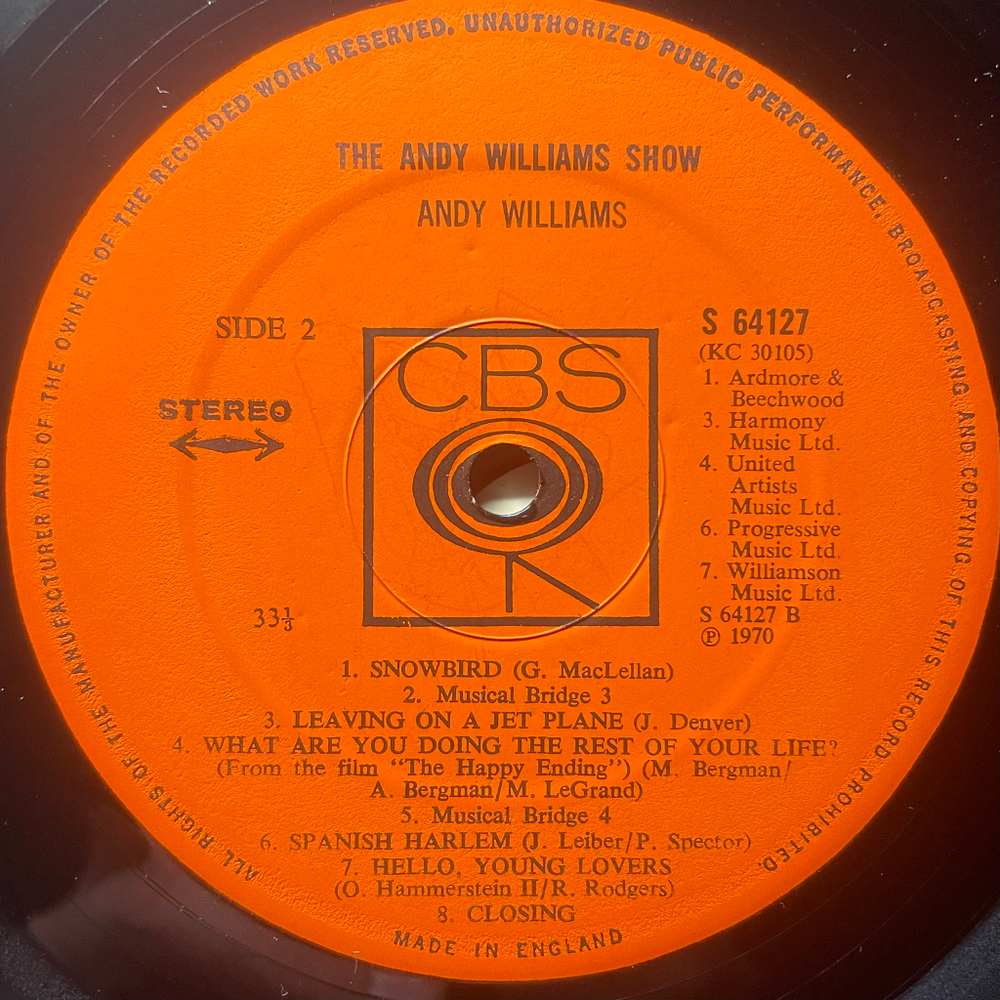 ALL RIGHTS OF THE MANUFACTURER AND OF THE OWNER OF THE RECORDED WORK RESERVED. UNAUTHORIZED PUBLIC PERFORMANCE, BROADCASTING AND COPYING OF THIS RECORD PROHIBITED.
THE ANDY WILLIAMS SHOW
ANDY WILLIAMS
SIDE 2
STEREO
33⅓
CBS
S 64127
(KC 30105)
1. Ardmore &
Beechwood
3. Harmony
Music Ltd.
4. United
Artists
Music Ltd.
6. Progressive
Music Ltd.
7. Williamson
Music Ltd.
S 64127 B
℗ 1970
1. SNOWBIRD (G. MacLellan)
2. Musical Bridge 3
3. LEAVING ON A JET PLANE (J. Denver)
4. WHAT ARE YOU DOING THE REST OF YOUR LIFE?
(From the film “The Happy Ending”) (M. Bergman/
A. Bergman/M. LeGrand)
5. Musical Bridge 4
6. SPANISH HARLEM (J. Leiber/P. Spector)
7. HELLO, YOUNG LOVERS
(O. Hammerstein II/R. Rodgers)
8. CLOSING
MADE IN ENGLAND